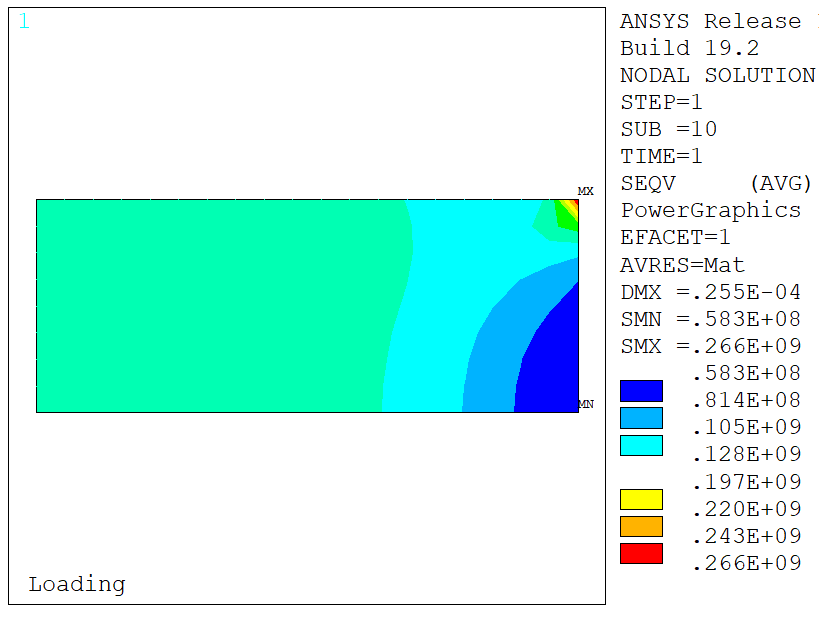 1
ANSYS Release
Build 19.2
NODAL SOLUTION
STEP=1
SUB =10
TIME=1
SEQV (AVG)
PowerGraphics
EFACET=1
AVRES=Mat
DMX =.255E-04
SMN =.583E+08
SMX =.266E+09
.583E+08
.814E+08
.105E+09
.128E+09
.197E+09
.220E+09
.243E+09
.266E+09
MX
MN
Loading